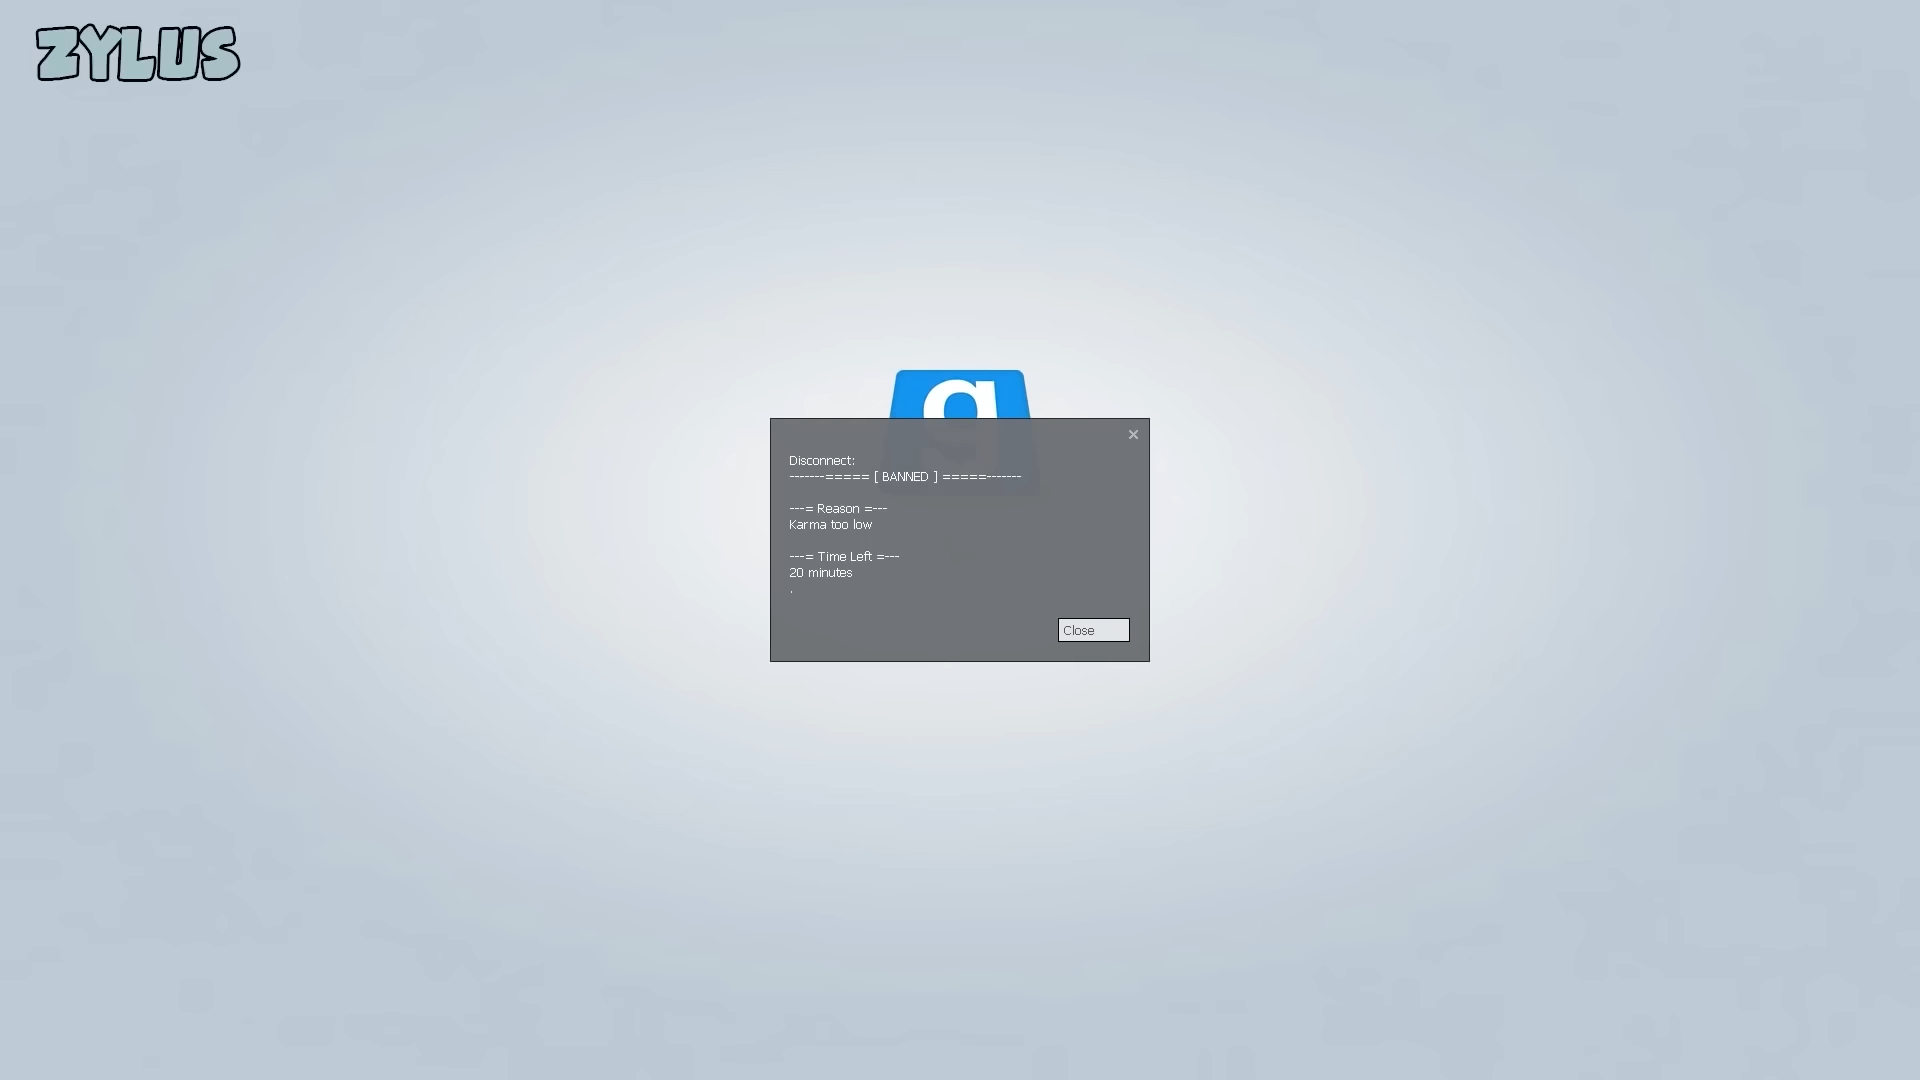 ZYLUS
g
Disconnect:
-------===== [ BANNED ] =====-------
---= Reason =---
Karma too low
---= Time Left =---
20 minutes
.
Close